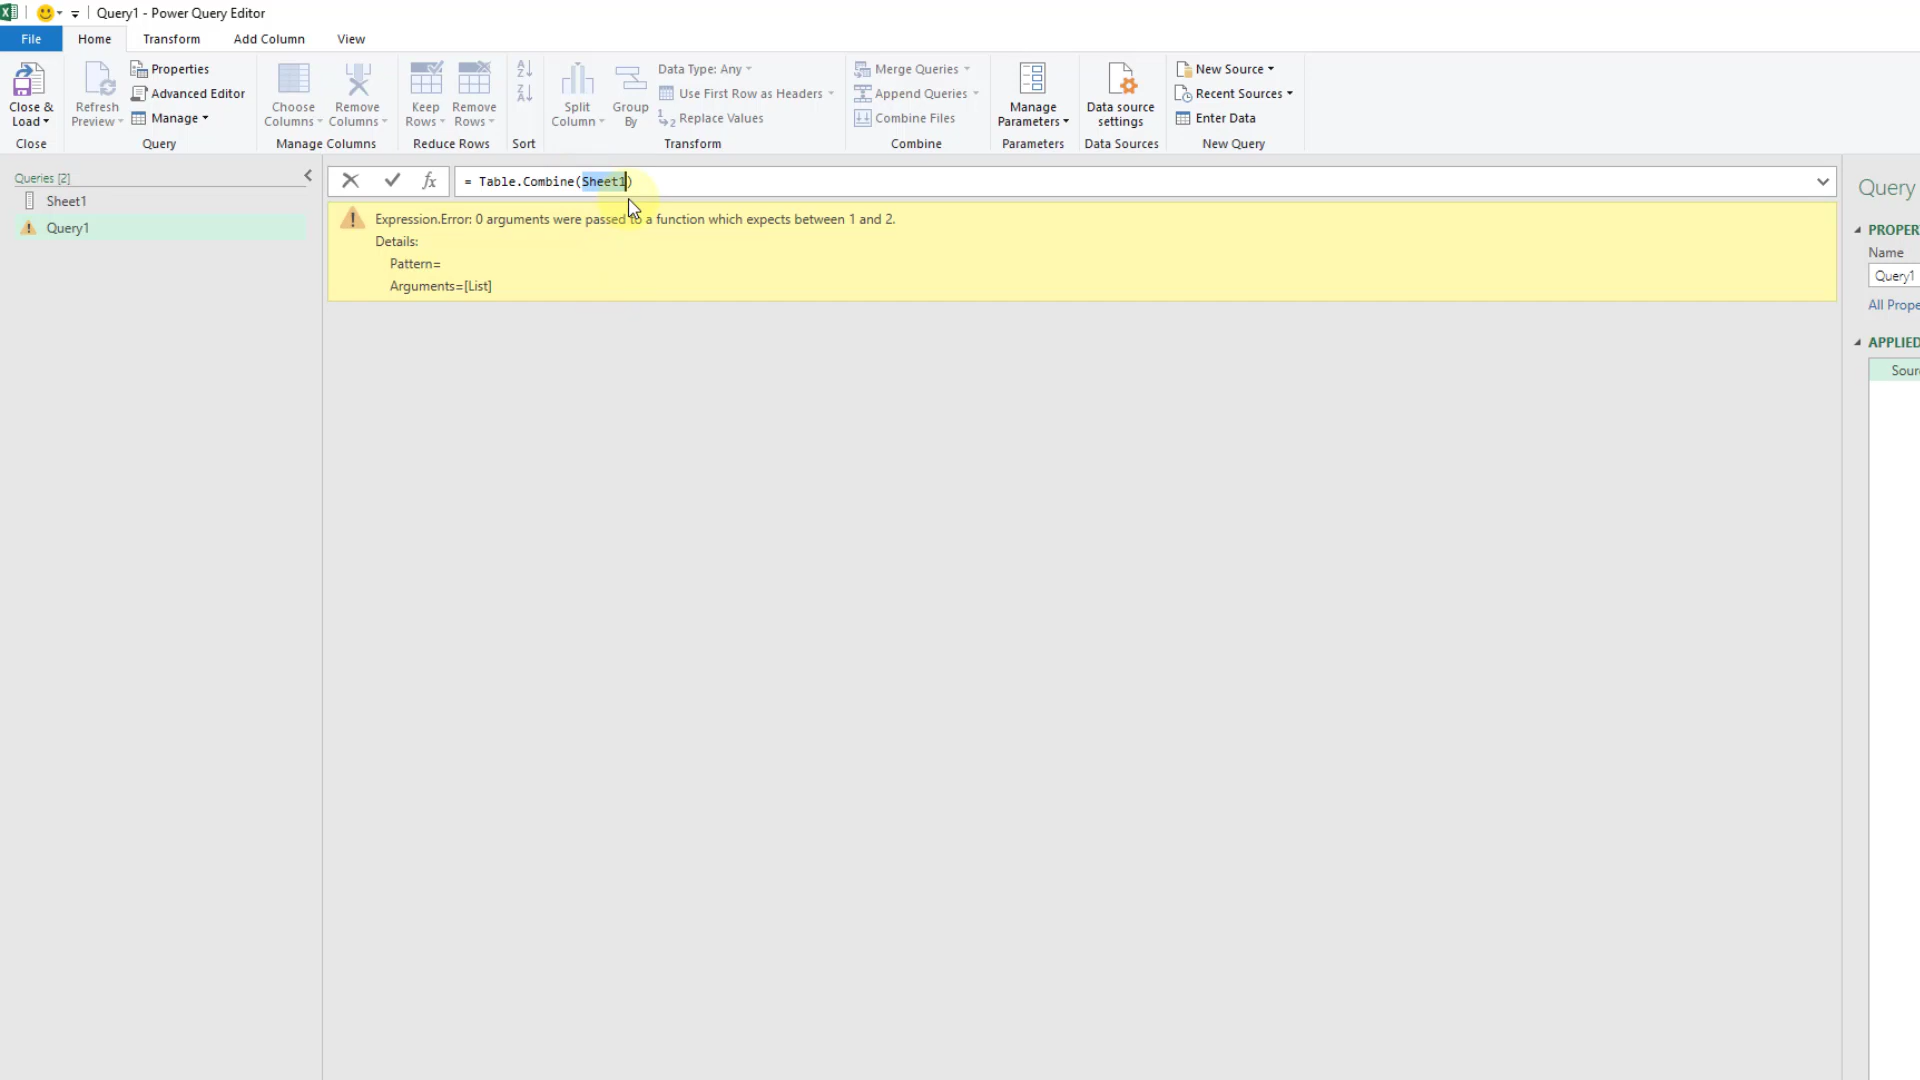 Query1 - Power Query Editor
File Home Transform Add Column View
Close & Load
Close
Refresh Preview
Properties
Advanced Editor
Manage
Query
Choose Columns
Remove Columns
Manage Columns
Keep Rows
Remove Rows
Reduce Rows
Sort
Split Column
Group By
Data Type: Any
Use First Row as Headers
Replace Values
Transform
Merge Queries
Append Queries
Combine Files
Combine
Manage Parameters
Parameters
Data source settings
Data Sources
New Source
Recent Sources
Enter Data
New Query
Queries [2]
Sheet1
Query1
fx
= Table.Combine(Sheet1)
Expression.Error: 0 arguments were passed to a function which expects between 1 and 2.
Details:
Pattern=
Arguments=[List]
Query
PROPER
Name
Query1
All Prope
APPLIED
Sour